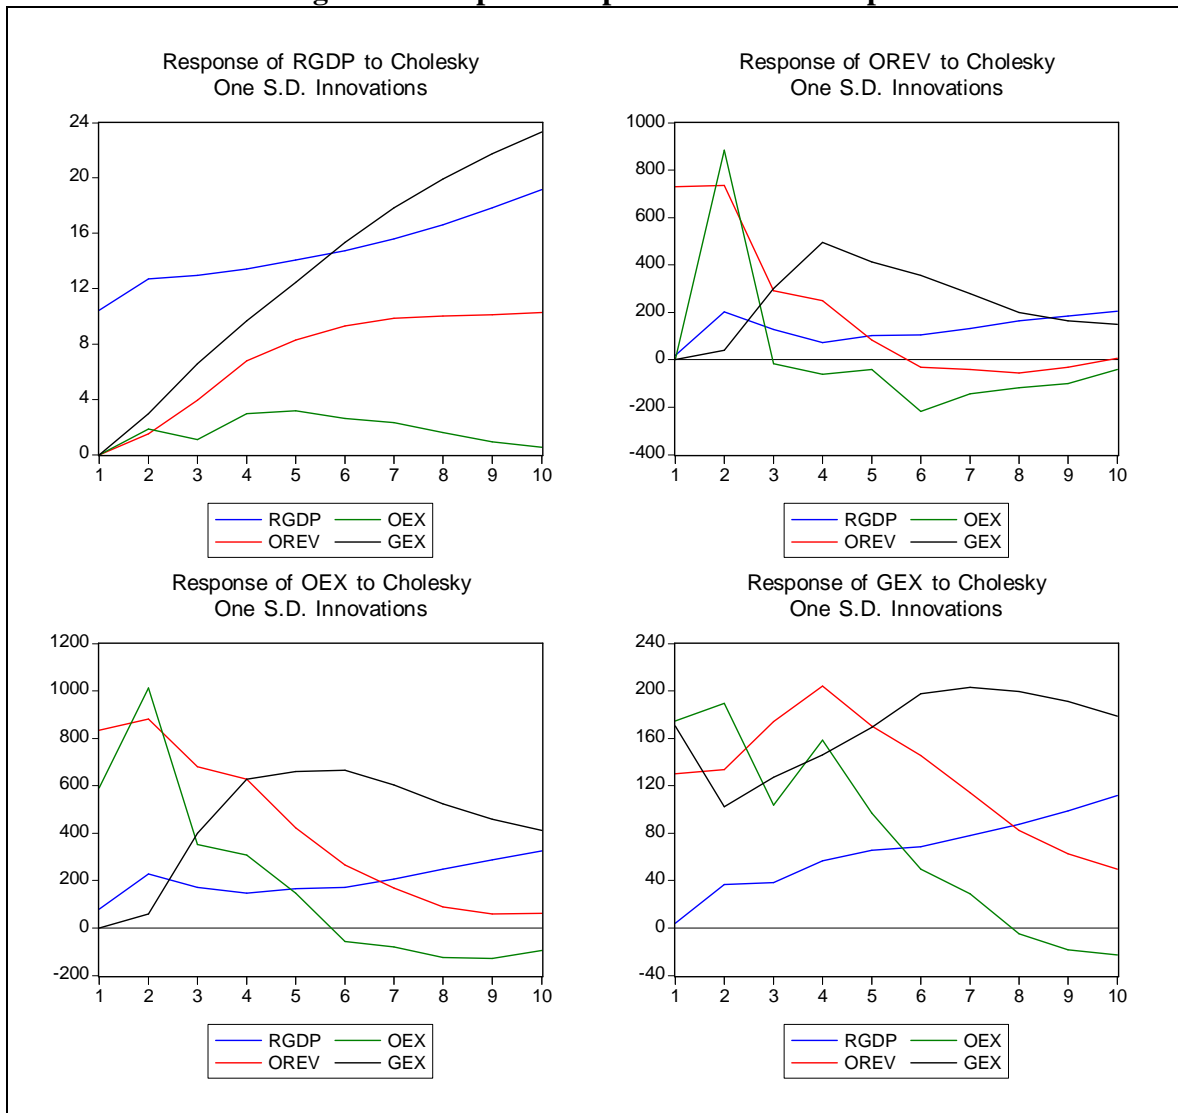 Response of RGDP to Cholesky
One S.D. Innovations
24
20
16
12
8
4
0
1 2 3 4 5 6 7 8 9 10
RGDP OEX
OREV GEX
Response of OREV to Cholesky
One S.D. Innovations
1000
800
600
400
200
0
-200
-400
1 2 3 4 5 6 7 8 9 10
RGDP OEX
OREV GEX
Response of OEX to Cholesky
One S.D. Innovations
1200
1000
800
600
400
200
0
-200
1 2 3 4 5 6 7 8 9 10
RGDP OEX
OREV GEX
Response of GEX to Cholesky
One S.D. Innovations
240
200
160
120
80
40
0
-40
1 2 3 4 5 6 7 8 9 10
RGDP OEX
OREV GEX